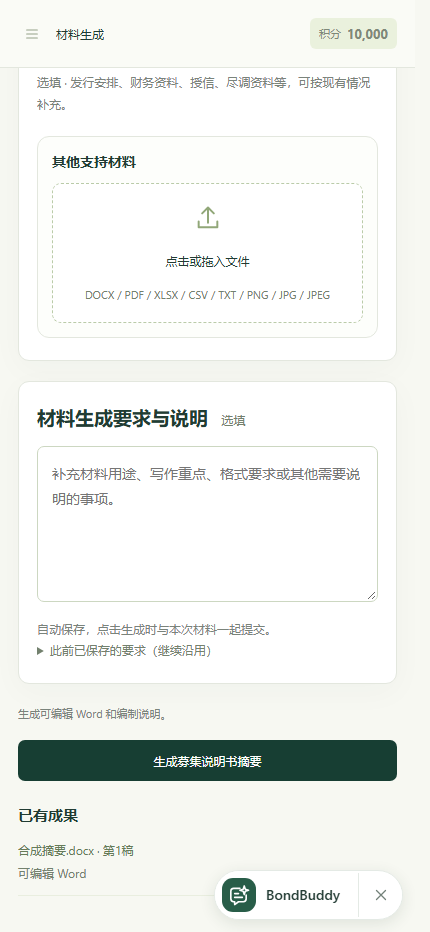 材料生成
积分 10,000
选填 · 发行安排、财务资料、授信、尽调资料等，可按现有情况
补充。
其他支持材料
点击或拖入文件
DOCX / PDF / XLSX / CSV / TXT / PNG / JPG / JPEG
材料生成要求与说明 选填
补充材料用途、写作重点、格式要求或其他需要说
明的事项。
自动保存，点击生成时与本次材料一起提交。
此前已保存的要求（继续沿用）
生成可编辑 Word 和编制说明。
生成募集说明书摘要
已有成果
合成摘要.docx · 第1稿
可编辑 Word
BondBuddy